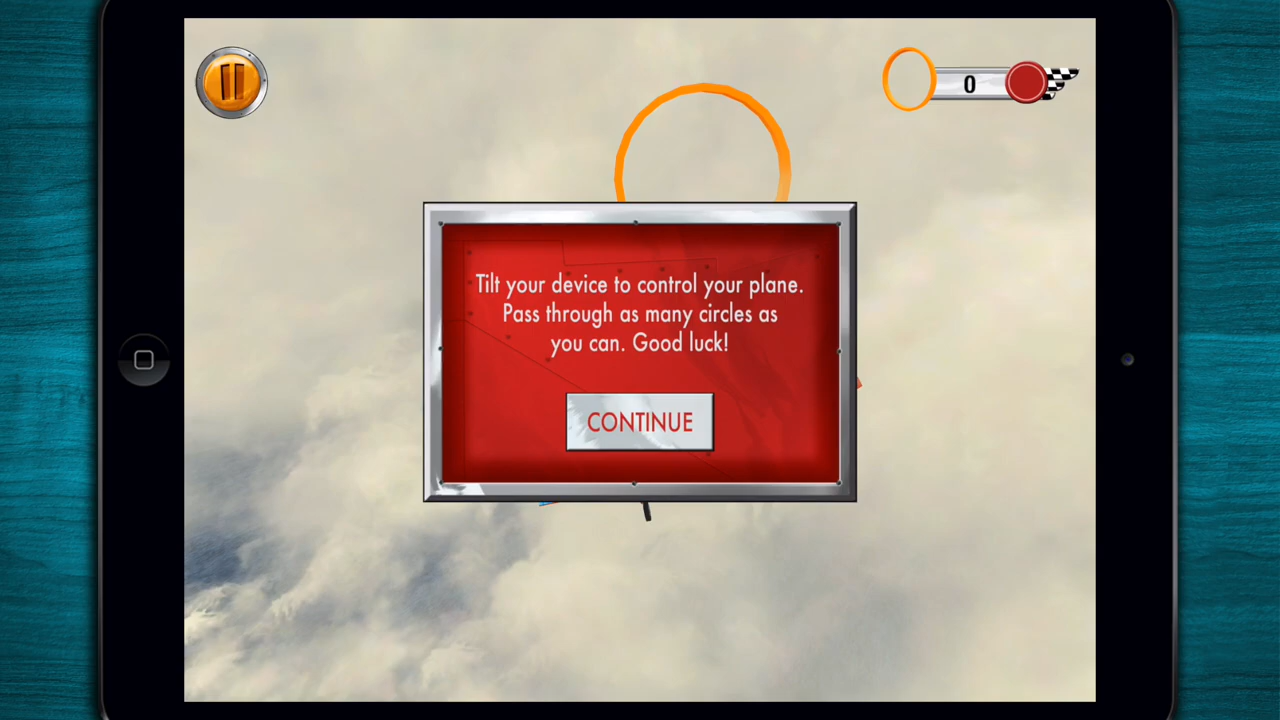 0
Tilt your device to control your plane.
Pass through as many circles as
you can. Good luck!
CONTINUE